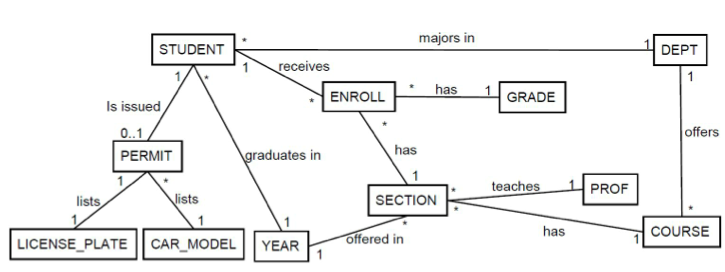 majors in
STUDENT * 1 DEPT
1 * 1 receives 1
ENROLL * has 1 GRADE
*
Is issued * offers
0..1 has
PERMIT graduates in
1 * 1 teaches 1 PROF
lists lists SECTION *
* *
1 1 1 * has 1 COURSE
LICENSE_PLATE CAR_MODEL YEAR 1 offered in